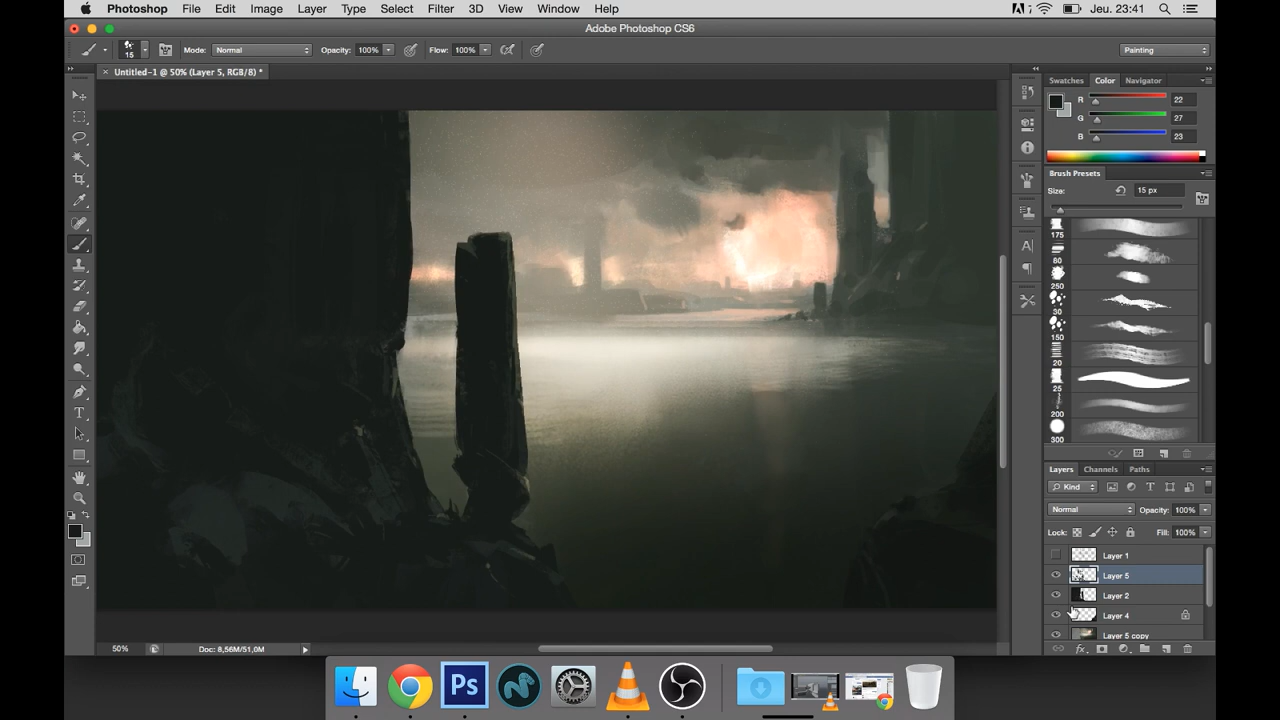 Photoshop File Edit Image Layer Type Select Filter 3D View Window Help 7 Jeu. 23:41
Adobe Photoshop CS6
15 Mode: Normal Opacity: 100% Flow: 100% Painting
Untitled-1 @ 50% (Layer 5, RGB/8) *
Swatches Color Navigator
R 22
G 27
B 23
Brush Presets
Size: 15 px
175
60
250
30
150
20
25
200
300
Layers Channels Paths
Kind
Normal Opacity: 100%
Lock: Fill: 100%
Layer 1
Layer 5
Layer 2
Layer 4
Layer 5 copy
50% Doc: 8,56M/51,0M
Ps